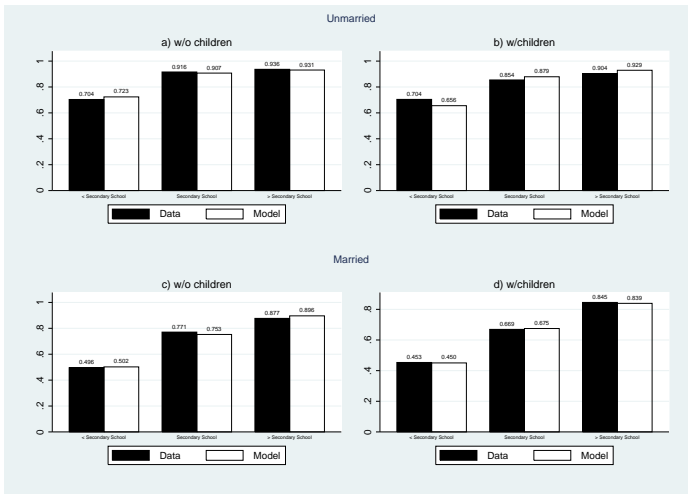 Unmarried
a) w/o children
0 .2 .4 .6 .8 1
0.704 0.723 0.916 0.907 0.936 0.931
< Secondary School Secondary School > Secondary School
Data Model
b) w/children
0 .2 .4 .6 .8 1
0.704 0.656 0.854 0.879 0.904 0.929
< Secondary School Secondary School > Secondary School
Data Model
Married
c) w/o children
0 .2 .4 .6 .8 1
0.496 0.502 0.771 0.753 0.877 0.896
< Secondary School Secondary School > Secondary School
Data Model
d) w/children
0 .2 .4 .6 .8
0.453 0.450 0.669 0.675 0.845 0.839
< Secondary School Secondary School > Secondary School
Data Model